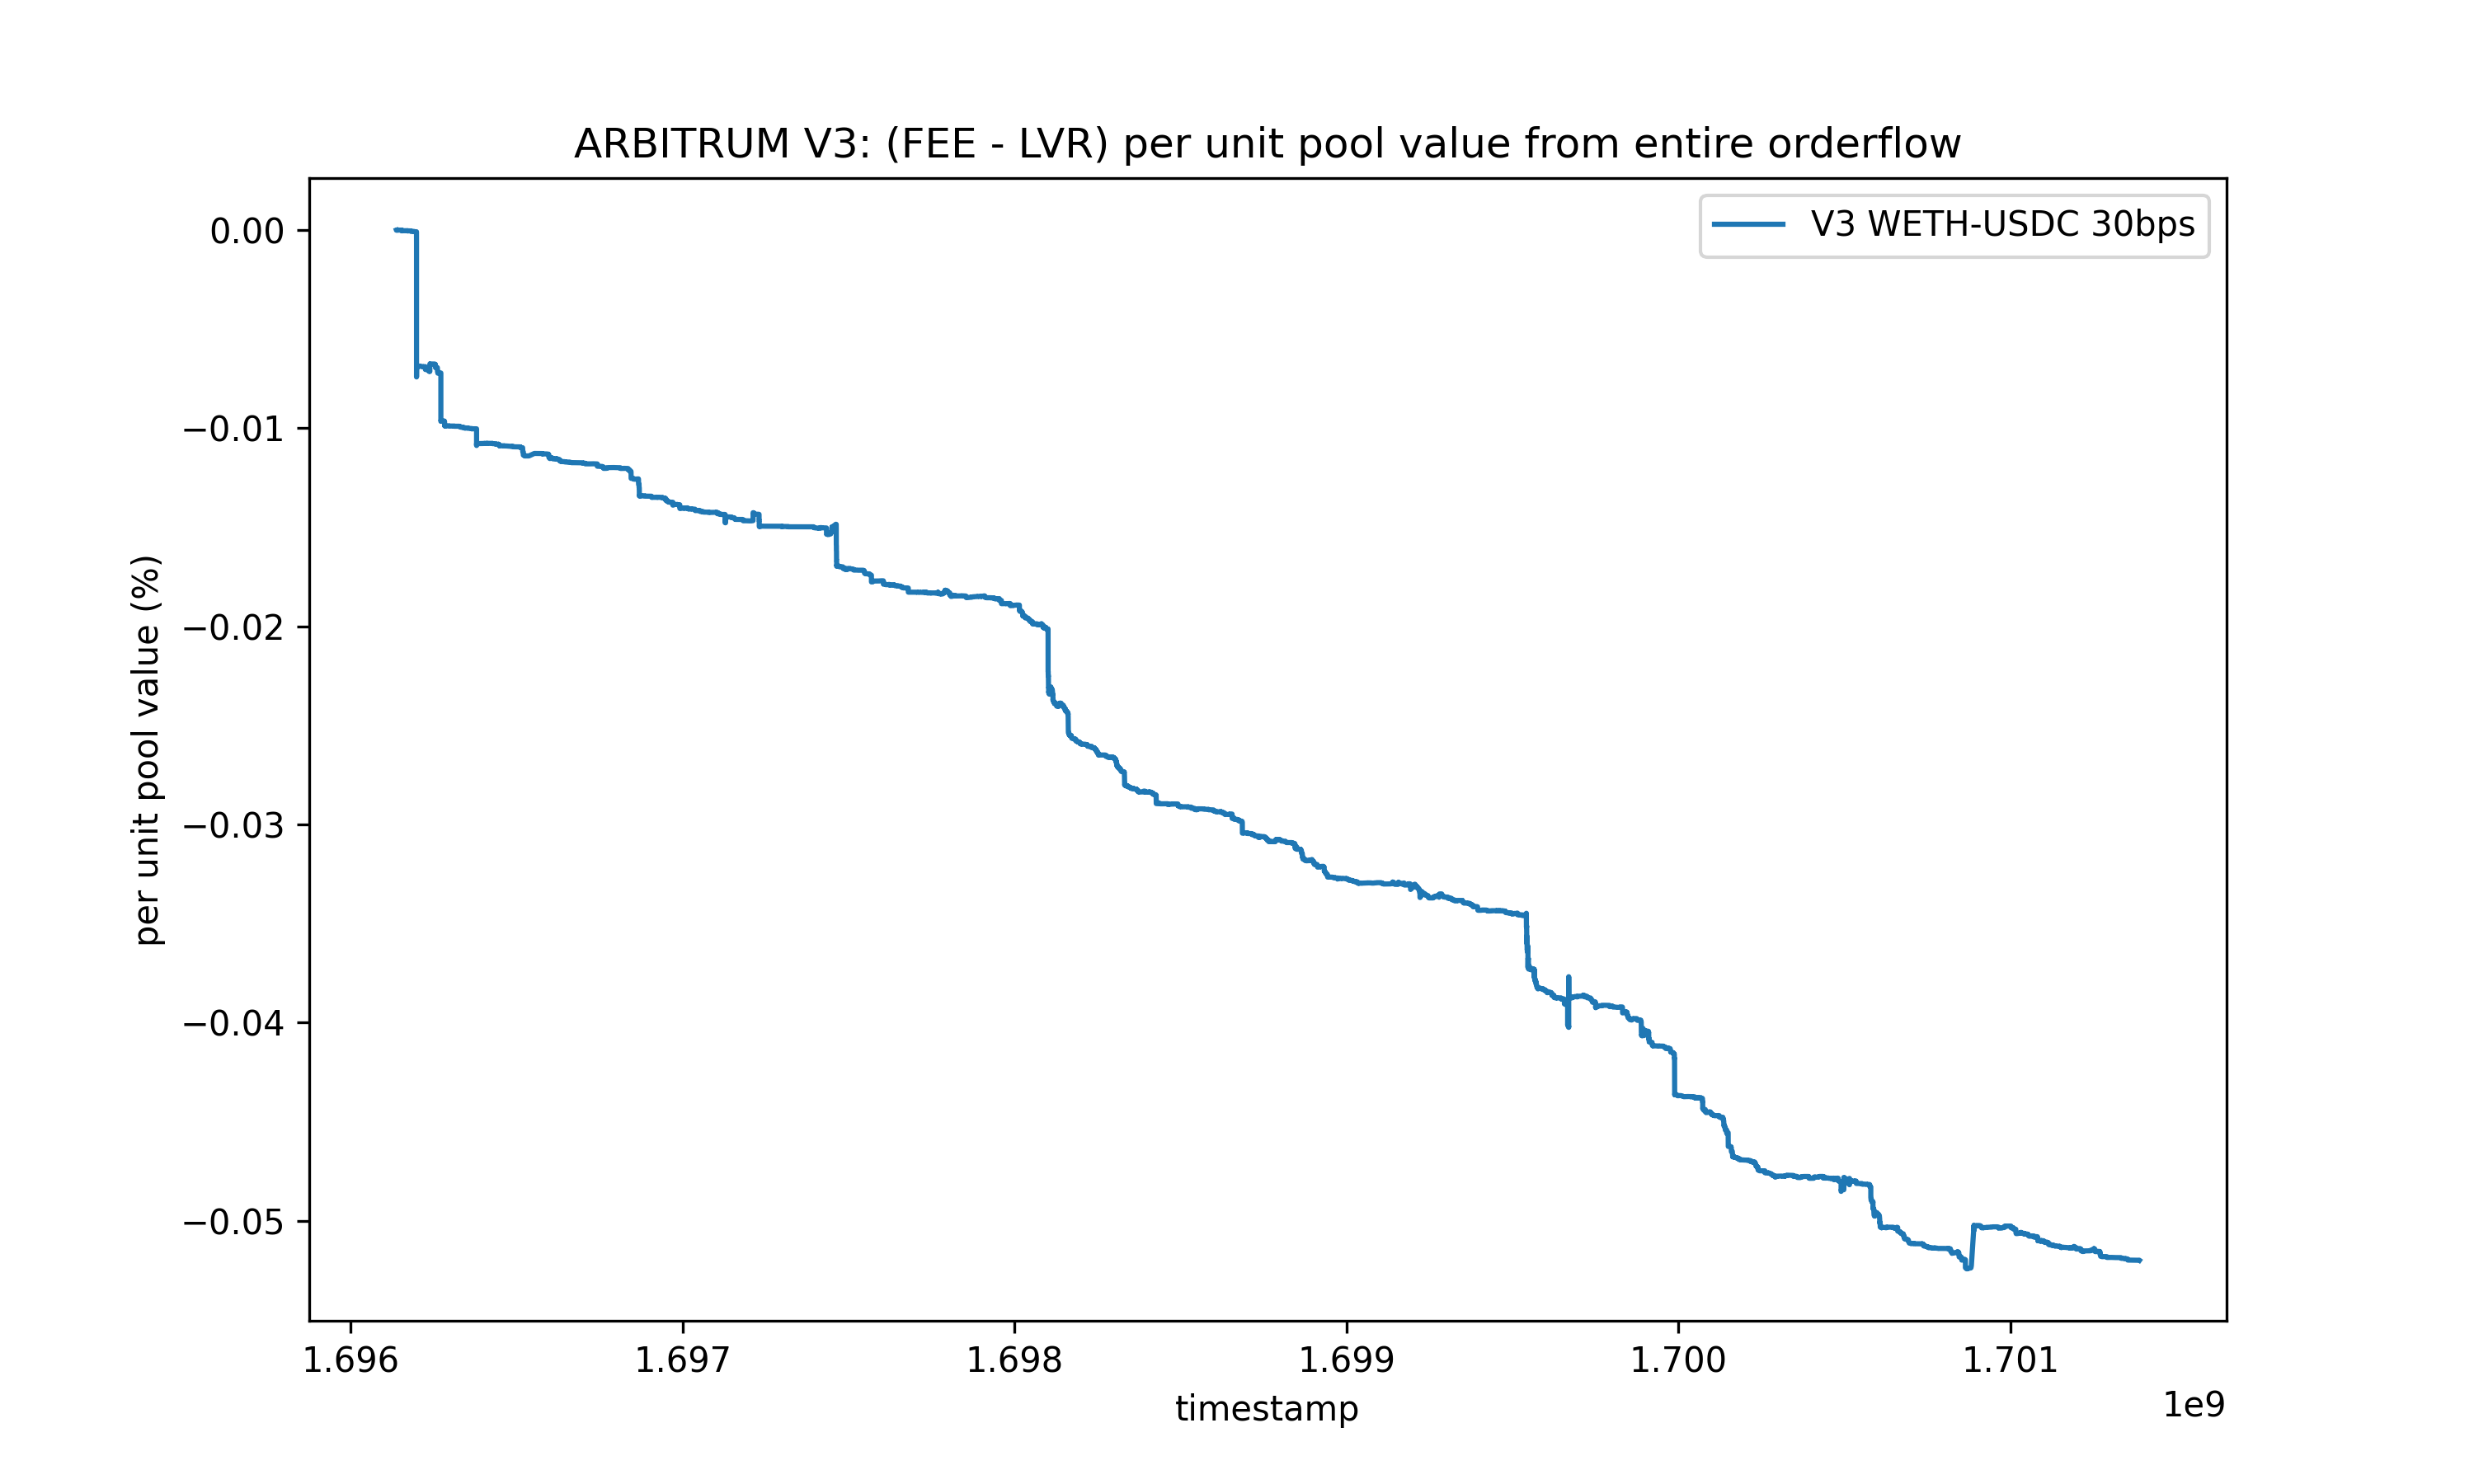 ARBITRUM V3: (FEE - LVR) per unit pool value from entire orderflow
V3 WETH-USDC 30bps
per unit pool value (%)
0.00
−0.01
−0.02
−0.03
−0.04
−0.05
1.696 1.697 1.698 1.699 1.700 1.701
1e9
timestamp